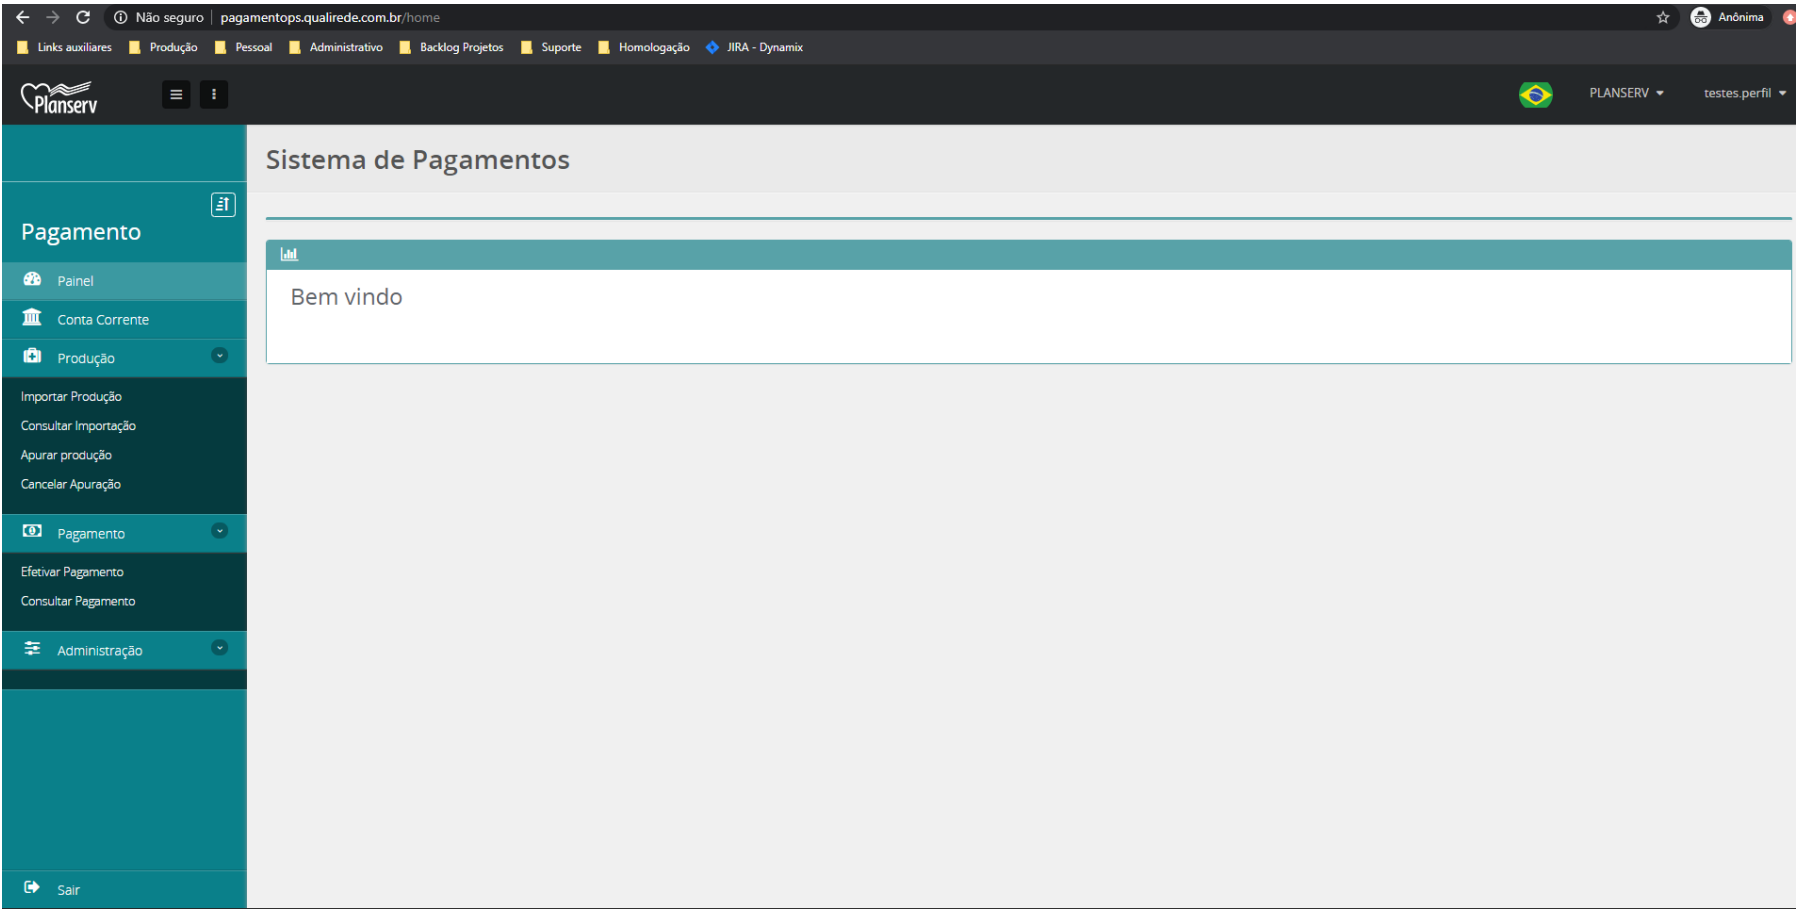 Não seguro | pagamentops.qualirede.com.br/home
Anônima
Links auxiliares Produção Pessoal Administrativo Backlog Projetos Suporte Homologação JIRA - Dynamix
Planserv
PLANSERV
testes.perfil
Sistema de Pagamentos
Pagamento
Painel
Conta Corrente
Produção
Importar Produção
Consultar Importação
Apurar produção
Cancelar Apuração
Pagamento
Efetivar Pagamento
Consultar Pagamento
Administração
Sair
Bem vindo